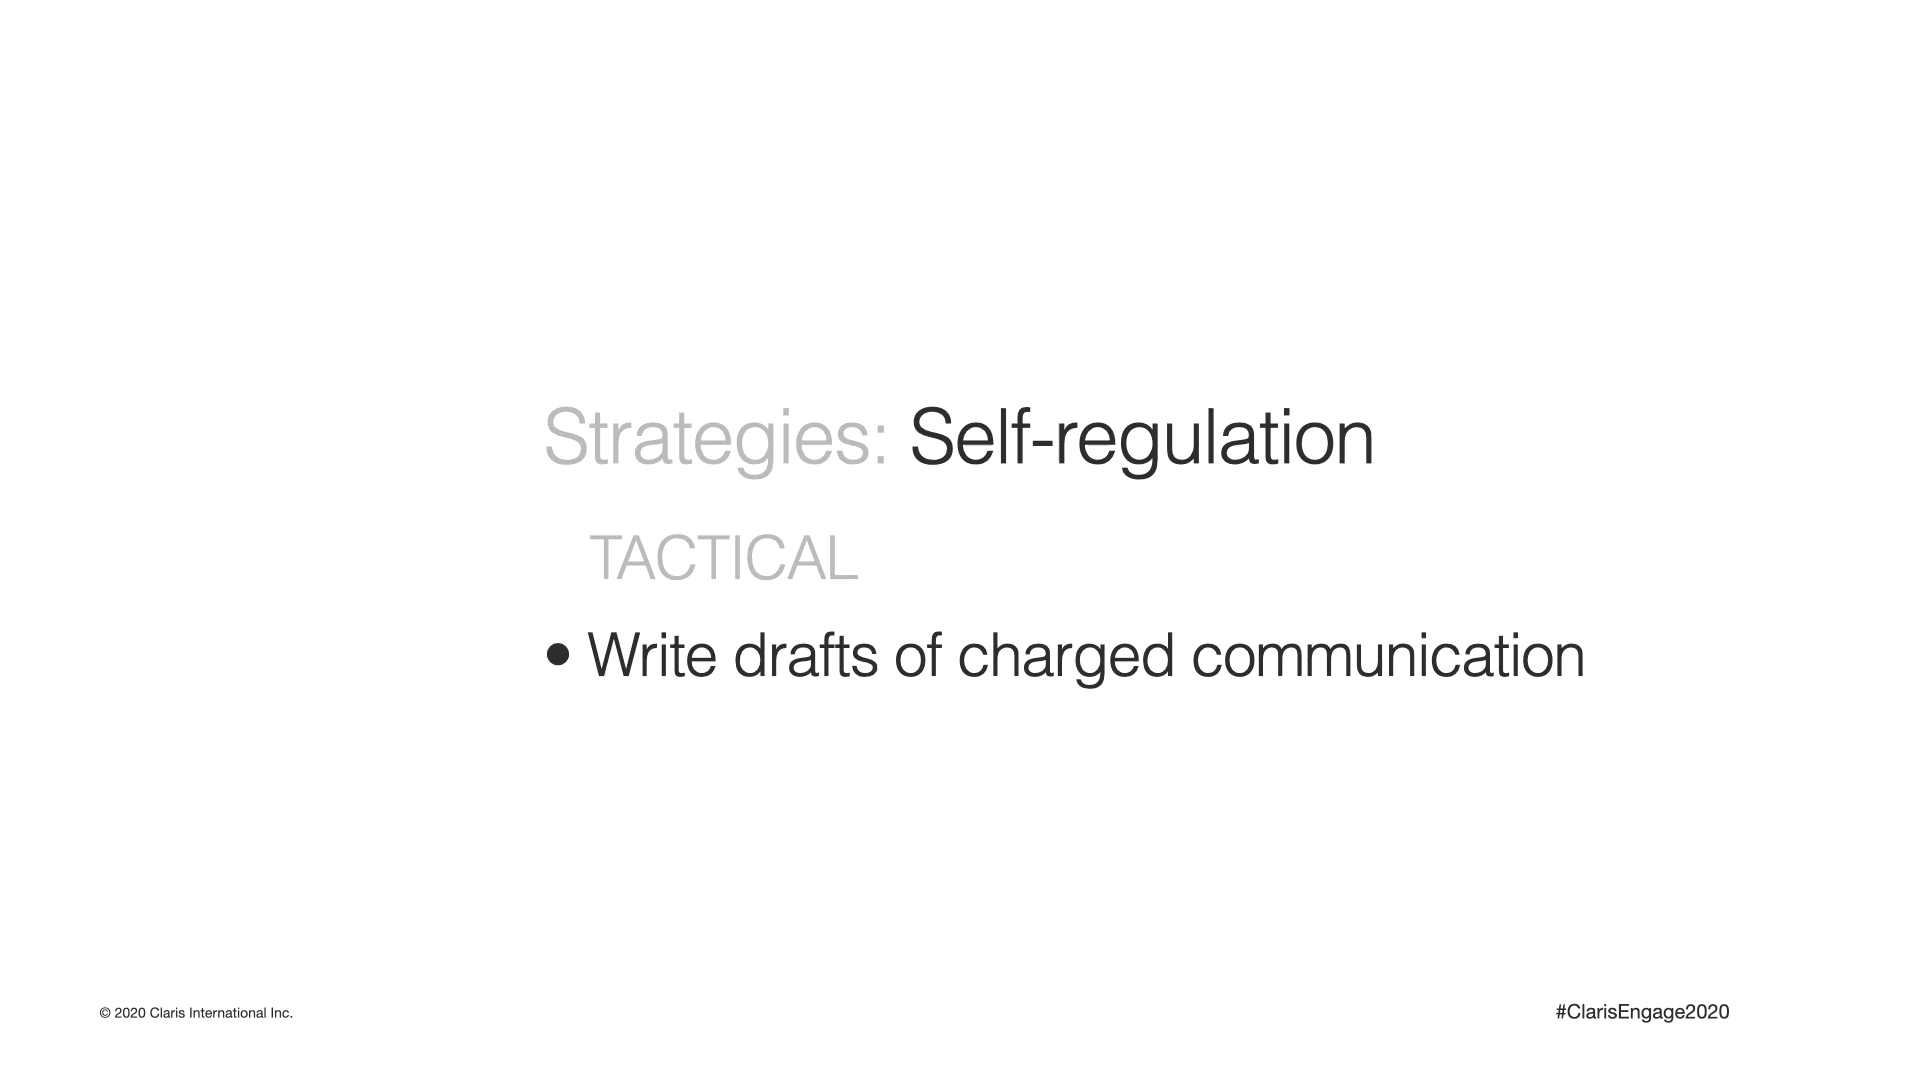 Strategies: Self-regulation
TACTICAL
• Write drafts of charged communication
© 2020 Claris International Inc.
#ClarisEngage2020